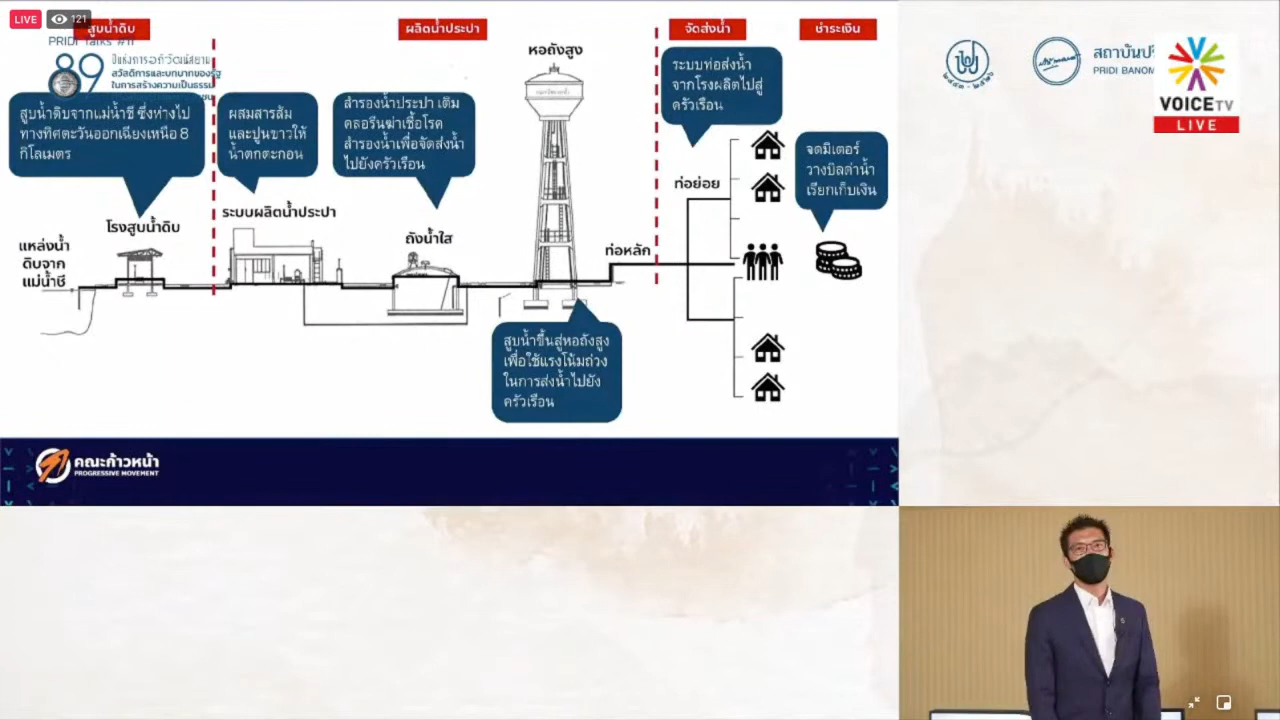 LIVE
121
สูบน้ำดิบ
ผลิตน้ำประปา
จัดส่งน้ำ
ชำระเงิน
PRIDI Talks #11
89
ปีแห่งการอภิวัฒน์สยาม
สวัสดิการและบทบาทของรัฐ
ในการสร้างความเป็นธรรม
สูบน้ำดิบจากแม่น้ำชี ซึ่งห่างไป
ทางทิศตะวันออกเฉียงเหนือ 8
กิโลเมตร
ผสมสารส้ม
และปูนขาวให้
น้ำตกตะกอน
สำรองน้ำประปา เติม
คลอรีนฆ่าเชื้อโรค
สำรองน้ำเพื่อจัดส่งน้ำ
ไปยังครัวเรือน
หอถังสูง
ระบบท่อส่งน้ำ
จากโรงผลิตไปสู่
ครัวเรือน
จดมิเตอร์
วางบิลค่าน้ำ
เรียกเก็บเงิน
แหล่งน้ำ
ดิบจาก
แม่น้ำชี
โรงสูบน้ำดิบ
ระบบผลิตน้ำประปา
ถังน้ำใส
ท่อหลัก
ท่อย่อย
สูบน้ำขึ้นสู่หอถังสูง
เพื่อใช้แรงโน้มถ่วง
ในการส่งน้ำไปยัง
ครัวเรือน
คณะก้าวหน้า
PROGRESSIVE MOVEMENT
สถาบันปรี
PRIDI BANOM
VOICE TV
LIVE